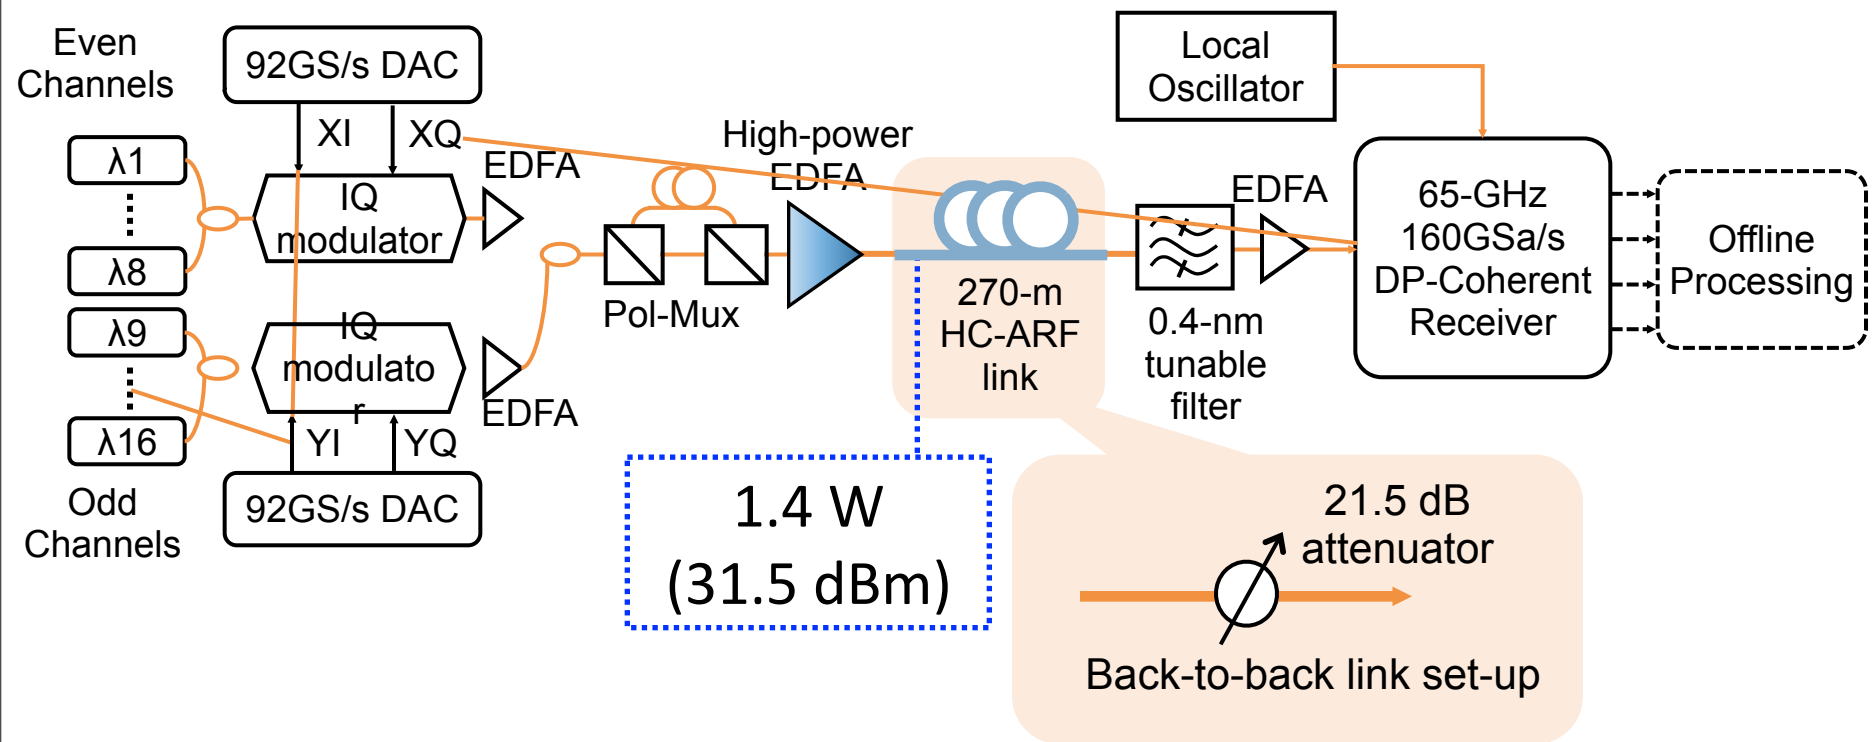 Even
Channels
92GS/s DAC
XI
XQ
λ1
λ8
IQ
modulator
EDFA
λ9
λ16
Odd
Channels
IQ
modulato
r
YI
YQ
92GS/s DAC
EDFA
Pol-Mux
High-power
EDFA
270-m
HC-ARF
link
1.4 W
(31.5 dBm)
0.4-nm
tunable
filter
EDFA
Local
Oscillator
65-GHz
160GSa/s
DP-Coherent
Receiver
Offline
Processing
21.5 dB
attenuator
Back-to-back link set-up